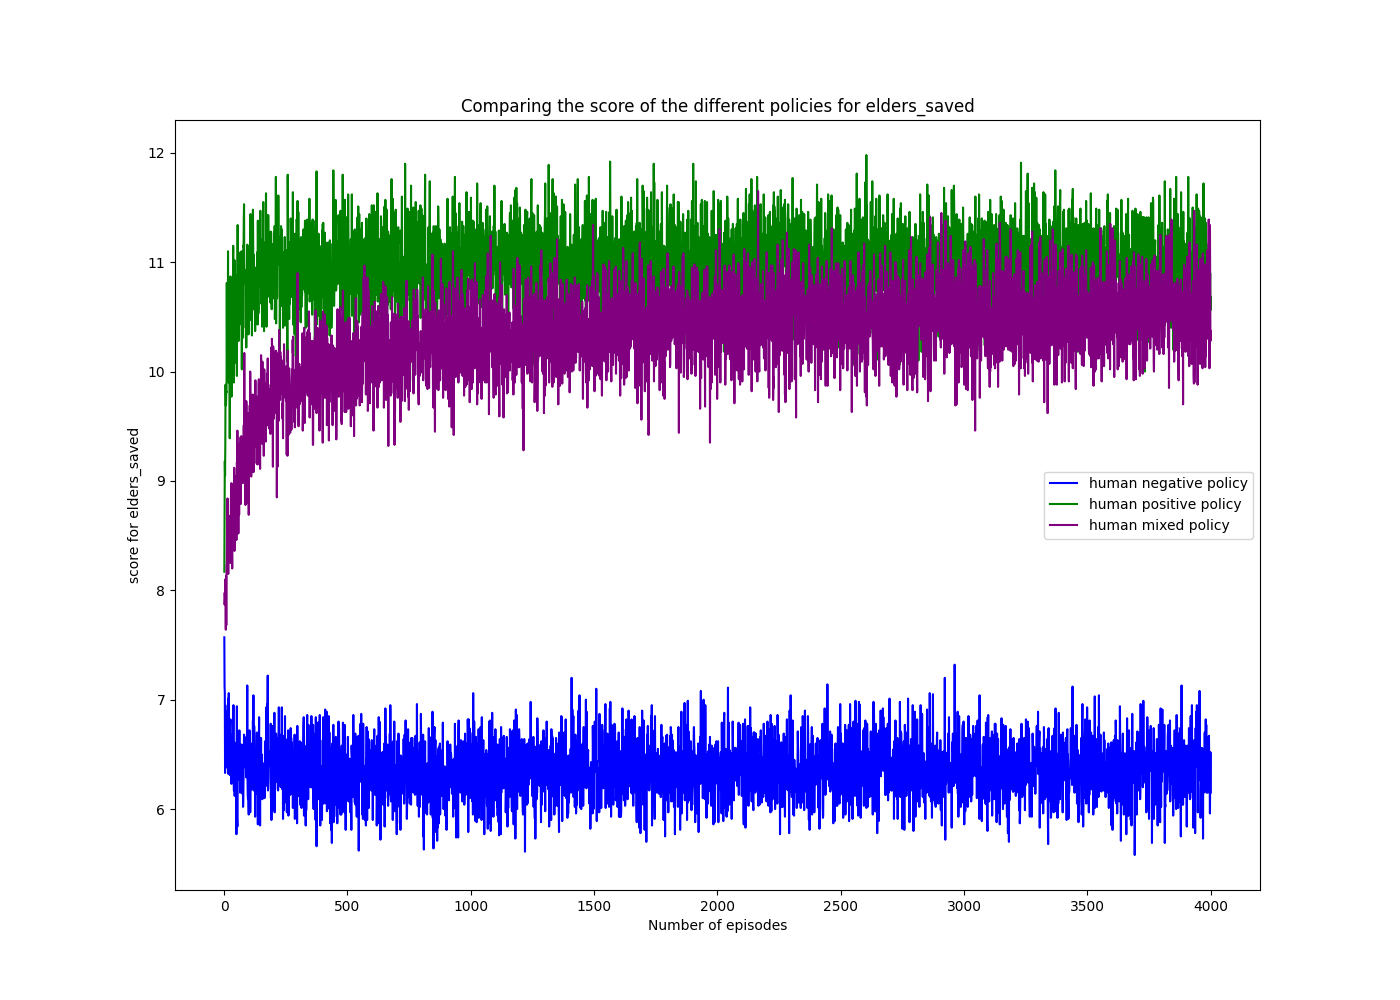 Comparing the score of the different policies for elders_saved
12
11
10
9
8
7
6
score for elders_saved
human negative policy
human positive policy
human mixed policy
0 500 1000 1500 2000 2500 3000 3500 4000
Number of episodes